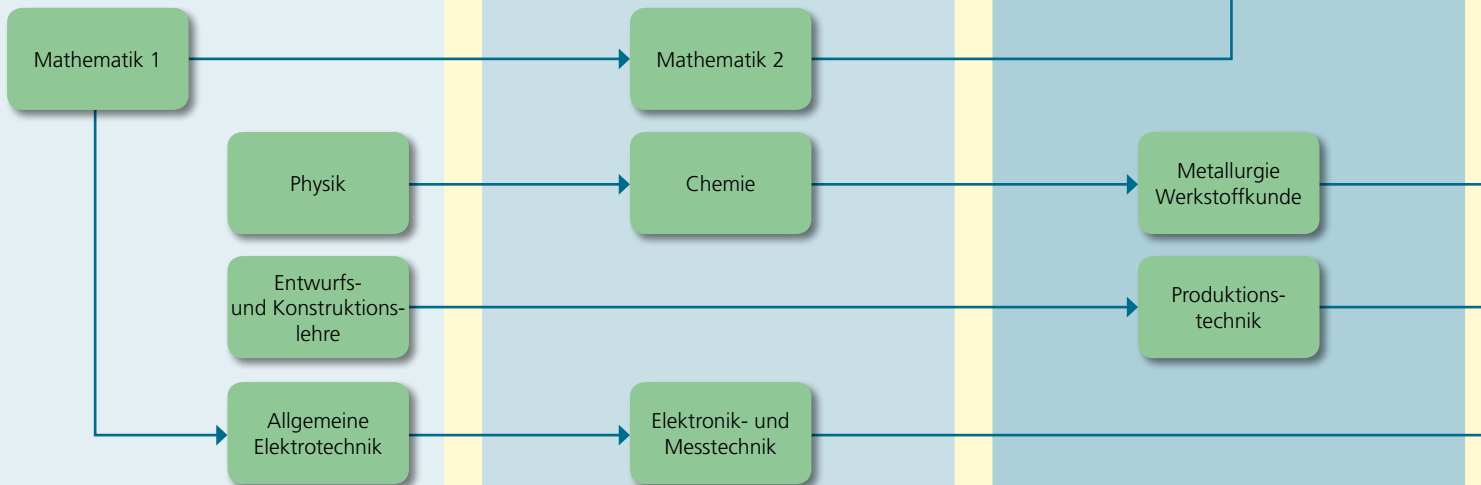 Mathematik 1
Mathematik 2
Physik
Chemie
Metallurgie
Werkstoffkunde
Entwurfs-
und Konstruktions-
lehre
Produktions-
technik
Allgemeine
Elektrotechnik
Elektronik- und
Messtechnik